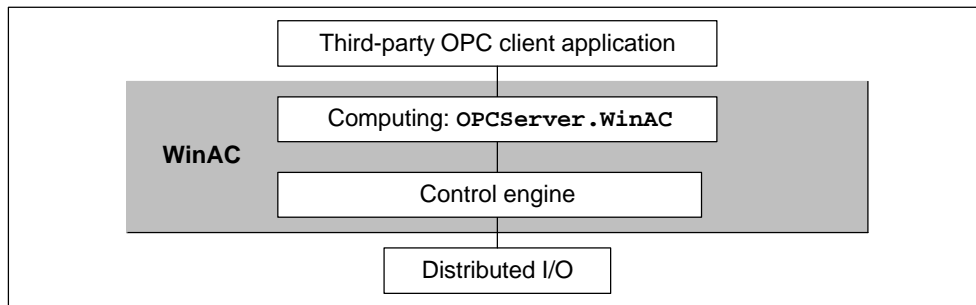 Third-party OPC client application
Computing: OPCServer.WinAC
WinAC
Control engine
Distributed I/O